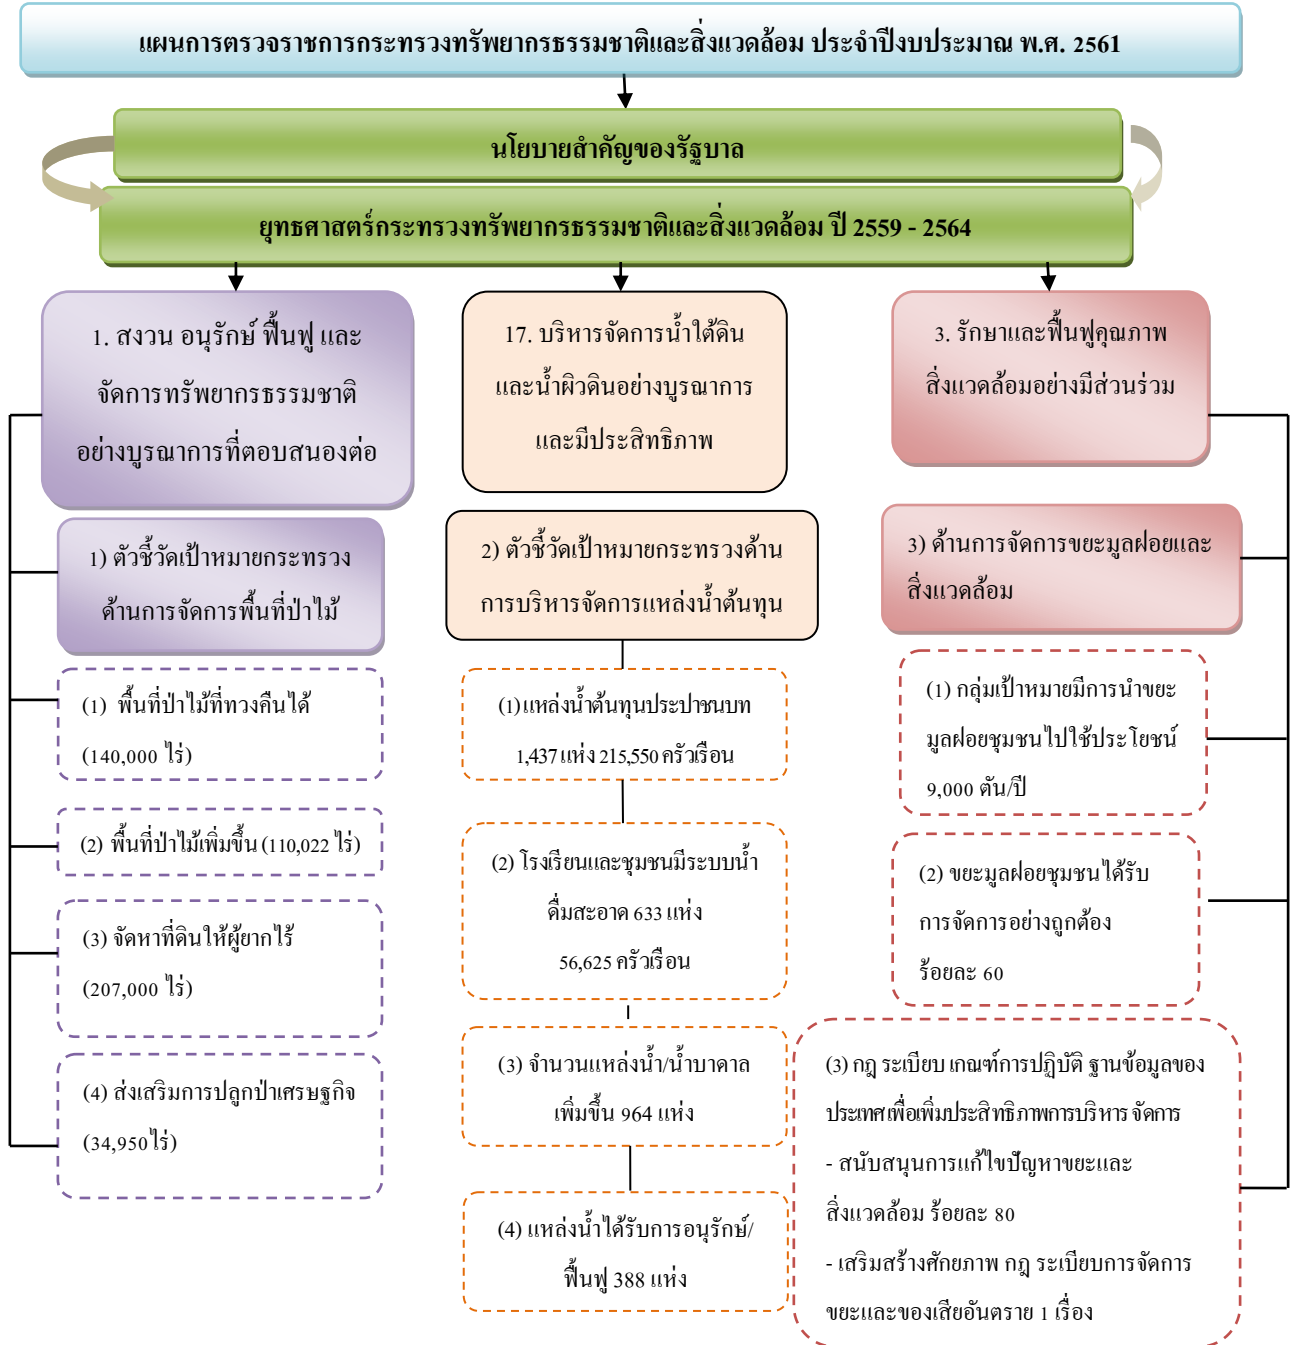 แผนการตรวจราชการกระทรวงทรัพยากรธรรมชาติและสิ่งแวดล้อม ประจำปีงบประมาณ พ.ศ. 2561
นโยบายสำคัญของรัฐบาล
ยุทธศาสตร์กระทรวงทรัพยากรธรรมชาติและสิ่งแวดล้อม ปี 2559 - 2564
1. สงวน อนุรักษ์ ฟื้นฟู และ
จัดการทรัพยากรธรรมชาติ
อย่างบูรณาการที่ตอบสนองต่อ
1) ตัวชี้วัดเป้าหมายกระทรวง
ด้านการจัดการพื้นที่ป่าไม้
(1) พื้นที่ป่าไม้ที่ทวงคืนได้
(140,000 ไร่)
(2) พื้นที่ป่าไม้เพิ่มขึ้น (110,022 ไร่)
(3) จัดหาที่ดินให้ผู้ยากไร้
(207,000 ไร่)
(4) ส่งเสริมการปลูกป่าเศรษฐกิจ
(34,950 ไร่)
17. บริหารจัดการน้ำใต้ดิน
และน้ำผิวดินอย่างบูรณาการ
และมีประสิทธิภาพ
2) ตัวชี้วัดเป้าหมายกระทรวงด้าน
การบริหารจัดการแหล่งน้ำต้นทุน
(1) แหล่งน้ำต้นทุนประปาชนบท
1,437 แห่ง 215,550 ครัวเรือน
(2) โรงเรียนและชุมชนมีระบบน้ำ
ดื่มสะอาด 633 แห่ง
56,625 ครัวเรือน
(3) จำนวนแหล่งน้ำ/น้ำบาดาล
เพิ่มขึ้น 964 แห่ง
(4) แหล่งน้ำได้รับการอนุรักษ์/
ฟื้นฟู 388 แห่ง
3. รักษาและฟื้นฟูคุณภาพ
สิ่งแวดล้อมอย่างมีส่วนร่วม
3) ด้านการจัดการขยะมูลฝอยและ
สิ่งแวดล้อม
(1) กลุ่มเป้าหมายมีการนำขยะ
มูลฝอยชุมชนไปใช้ประโยชน์
9,000 ตัน/ปี
(2) ขยะมูลฝอยชุมชนได้รับ
การจัดการอย่างถูกต้อง
ร้อยละ 60
(3) กฎ ระเบียบ เกณฑ์การปฏิบัติ ฐานข้อมูลของ
ประเทศเพื่อเพิ่มประสิทธิภาพการบริหาร จัดการ
- สนับสนุนการแก้ไขปัญหาขยะและ
สิ่งแวดล้อม ร้อยละ 80
- เสริมสร้างศักยภาพ กฎ ระเบียบการจัดการ
ขยะและของเสียอันตราย 1 เรื่อง